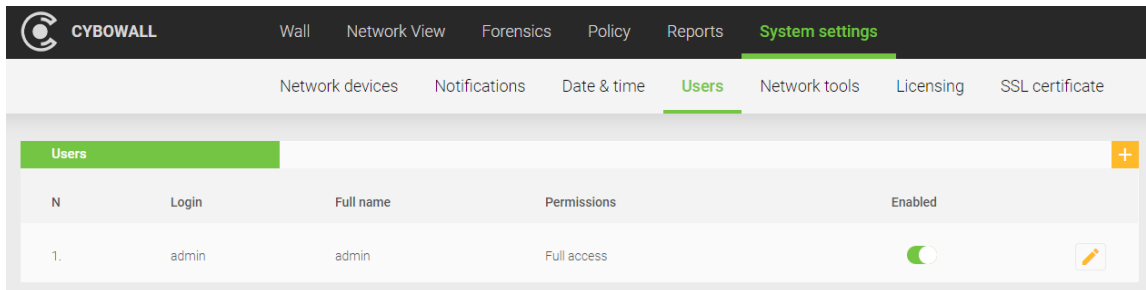 CYBOWALL Wall Network View Forensics Policy Reports System settings
Network devices Notifications Date & time Users Network tools Licensing SSL certificate
Users +
N Login Full name Permissions Enabled
1. admin admin Full access